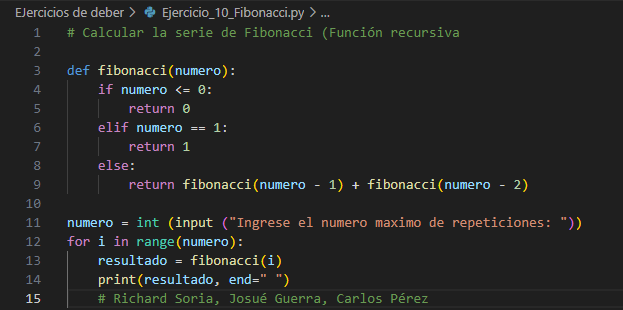 EJercicios de deber > Ejercicio_10_Fibonacci.py > ...
1 # Calcular la serie de Fibonacci (Función recursiva
2
3 def fibonacci(numero):
4     if numero <= 0:
5         return 0
6     elif numero == 1:
7         return 1
8     else:
9         return fibonacci(numero - 1) + fibonacci(numero - 2)
10
11 numero = int (input ("Ingrese el numero maximo de repeticiones: "))
12 for i in range(numero):
13     resultado = fibonacci(i)
14     print(resultado, end=" ")
15     # Richard Soria, Josué Guerra, Carlos Pérez